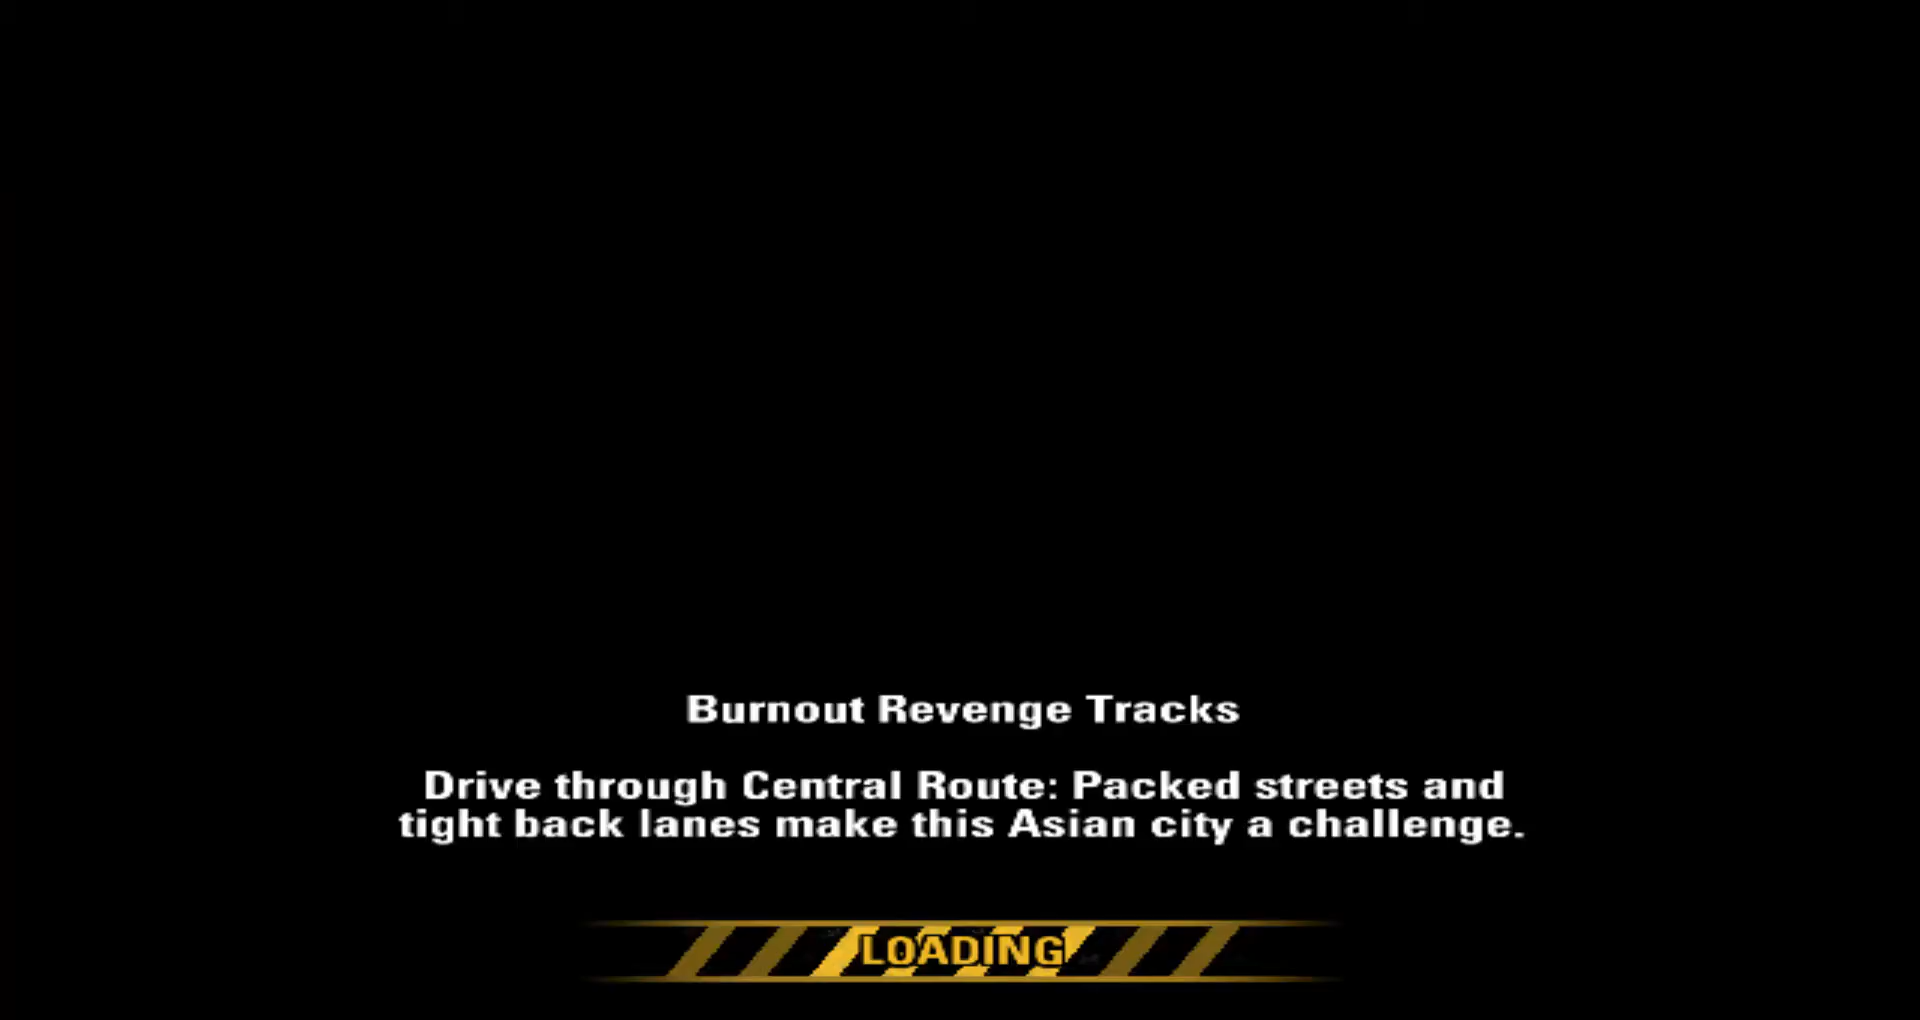 Burnout Revenge Tracks
Drive through Central Route: Packed streets and
tight back lanes make this Asian city a challenge.
LOADING